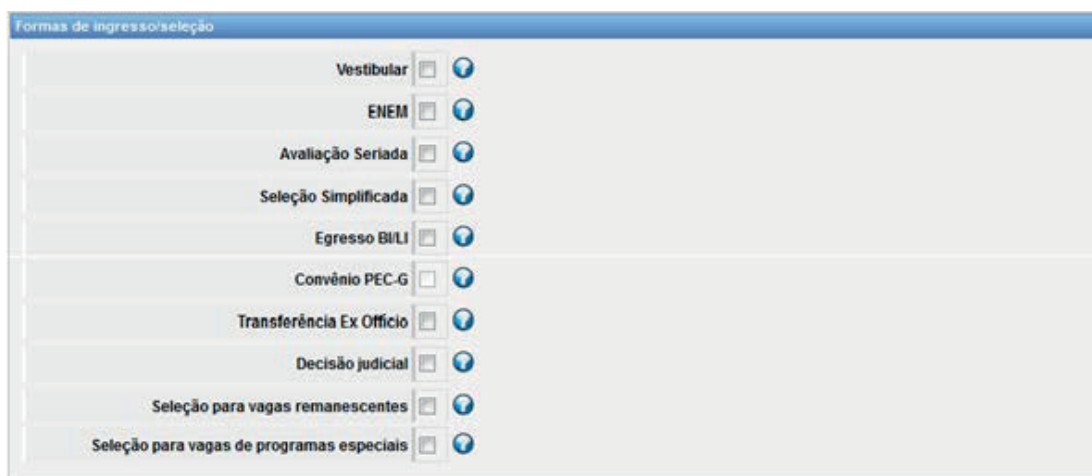 Formas de ingresso/seleção
Vestibular
ENEM
Avaliação Seriada
Seleção Simplificada
Egresso BI/LI
Convênio PEC-G
Transferência Ex Officio
Decisão judicial
Seleção para vagas remanescentes
Seleção para vagas de programas especiais